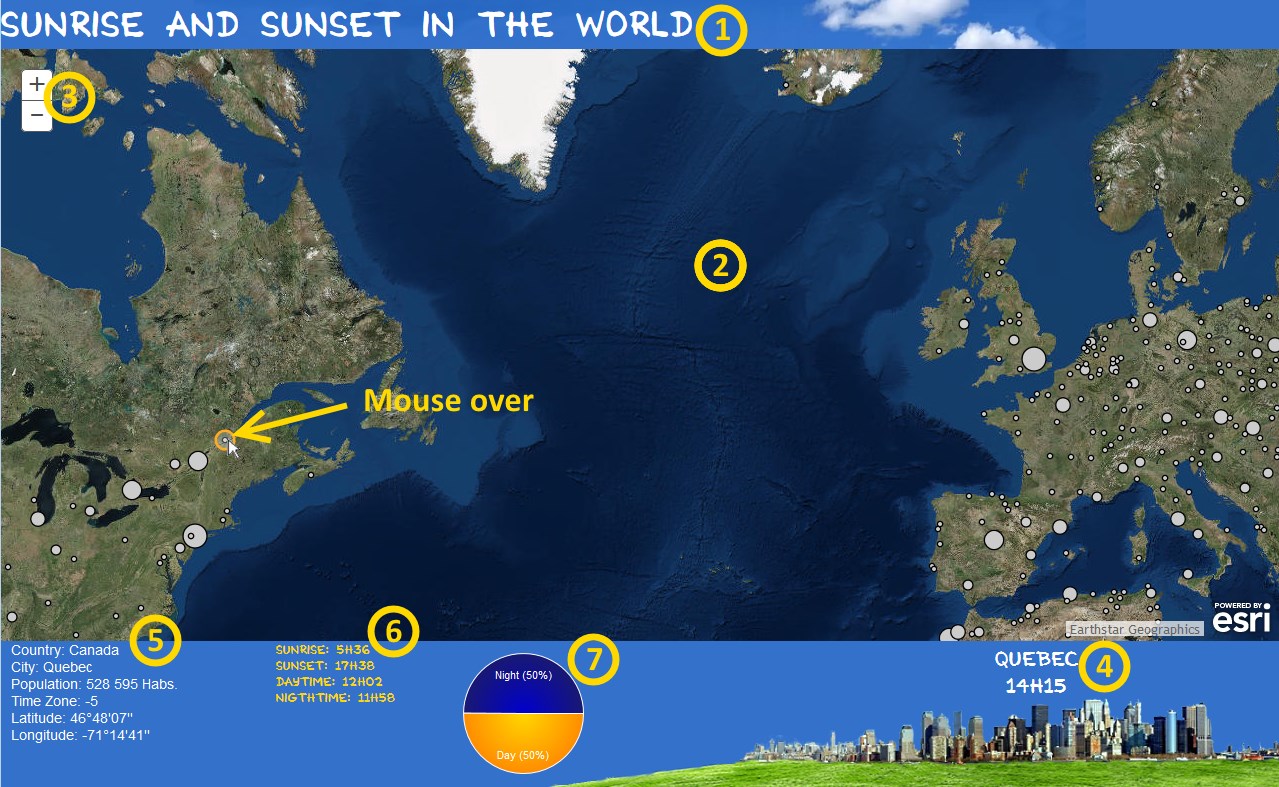 SUNRISE AND SUNSET IN THE WORLD
1
+
3
−
2
Mouse over
POWERED BY
esri
Earthstar Geographics
5
Country: Canada
City: Quebec
Population: 528 595 Habs.
Time Zone: -5
Latitude: 46°48'07"
Longitude: -71°14'41"
6
SUNRISE: 5H36
SUNSET: 17H38
DAYTIME: 12H02
NIGTHTIME: 11H58
7
Night (50%)
Day (50%)
QUEBEC
4
14H15